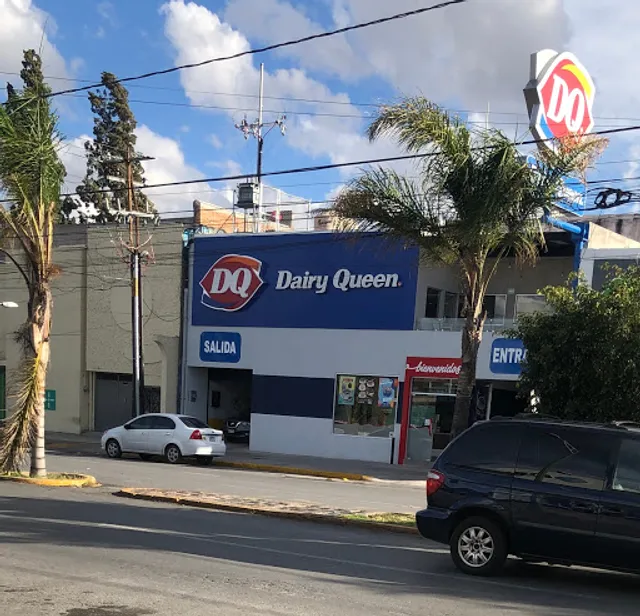 DQ
DQ Dairy Queen.
SALIDA
bienvenidos
ENTRA